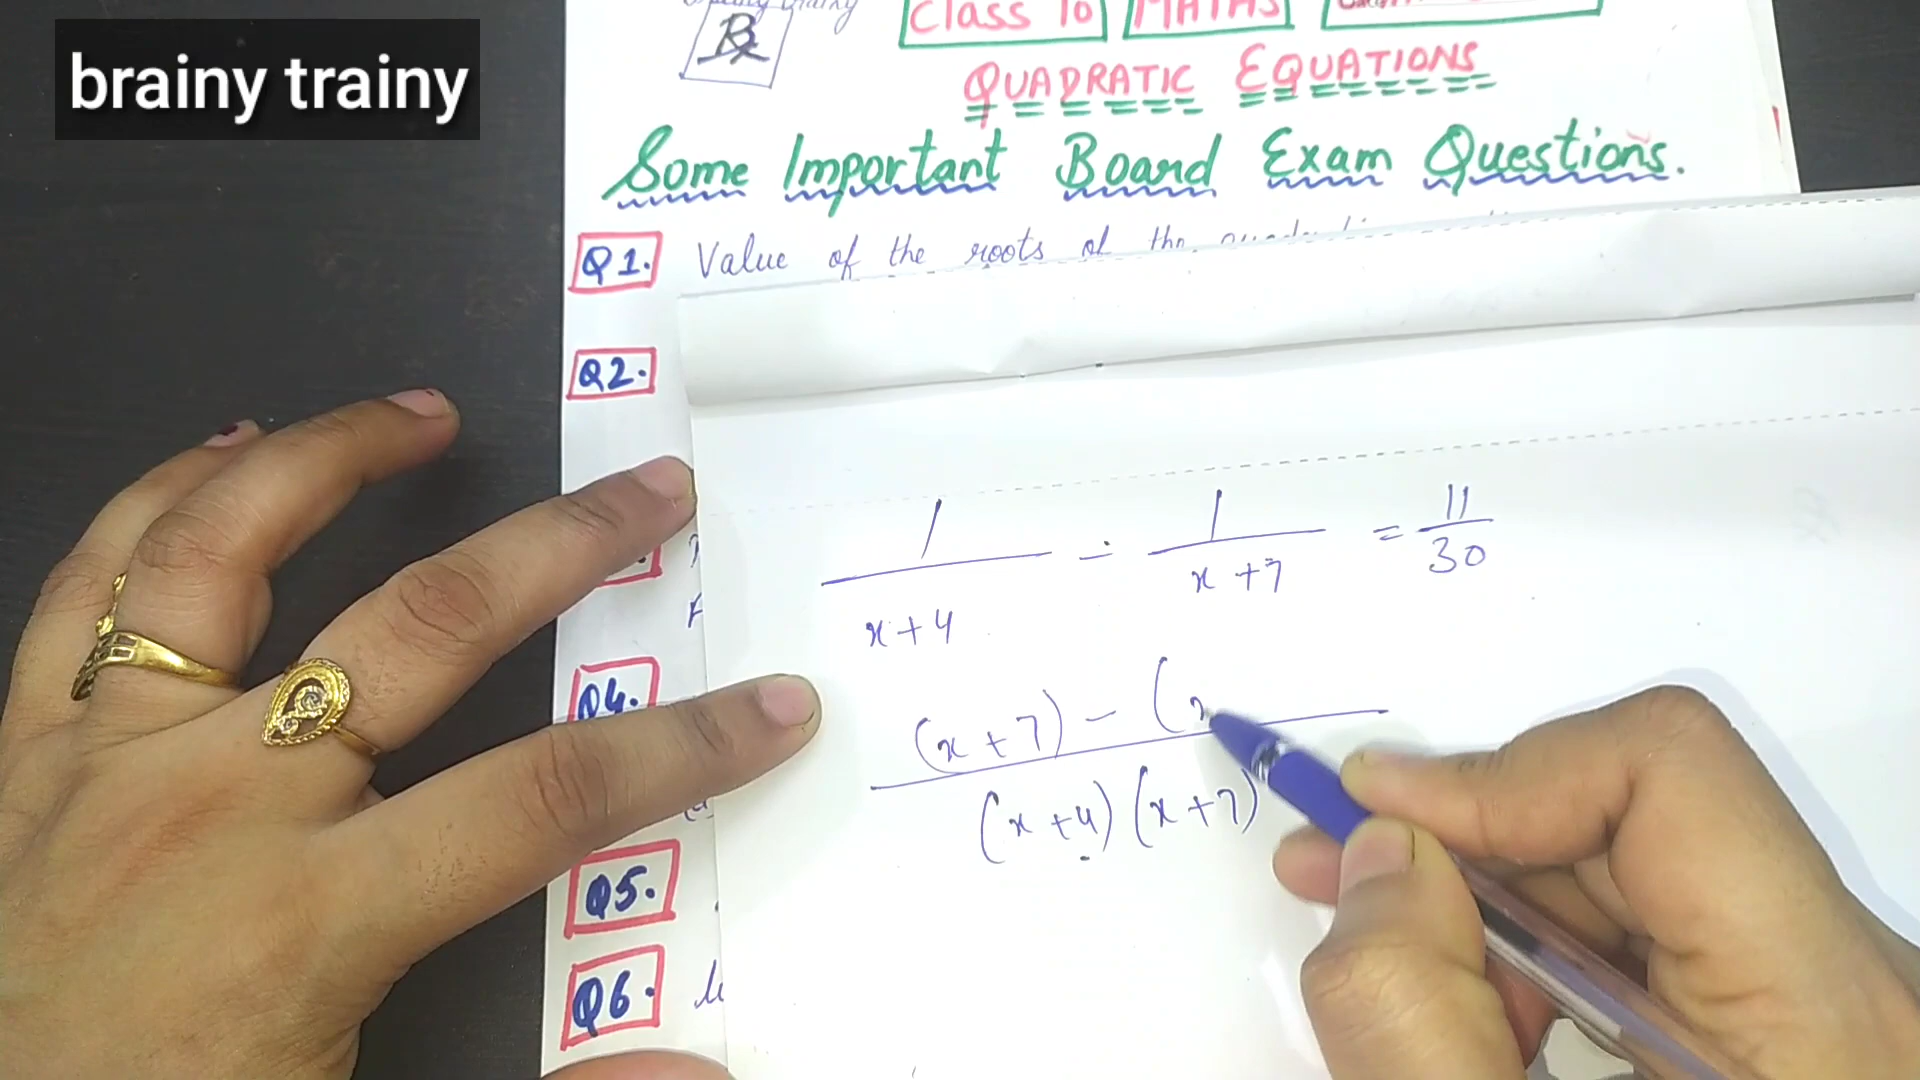 brainy trainy
Class 10 MATHS
QUADRATIC EQUATIONS
Some Important Board Exam Questions.
Q1. Value of the roots of the
Q2.
1/x+4 - 1/x+7 = 11/30
Q4.
(x+7) - (x
(x+4)(x+7)
Q5.
Q6.